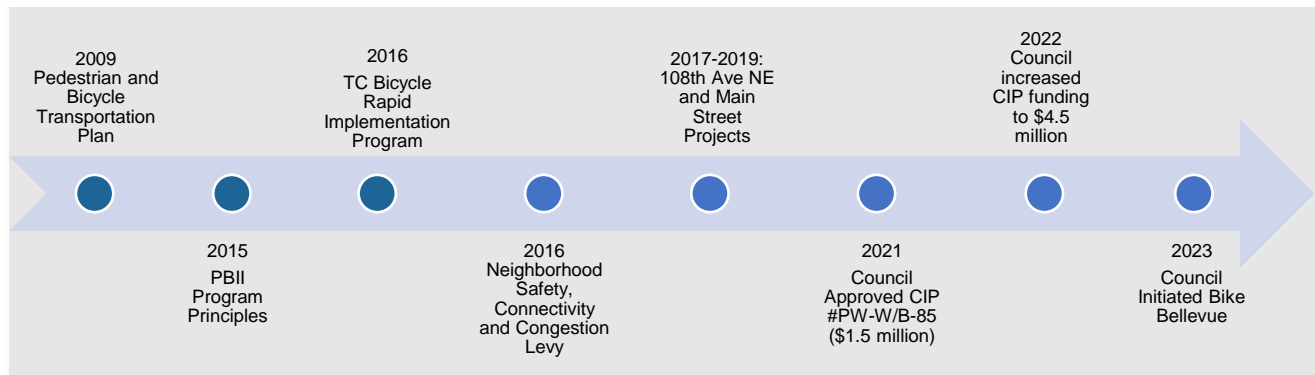 2009
Pedestrian and
Bicycle
Transportation
Plan
2015
PBII
Program
Principles
2016
TC Bicycle
Rapid
Implementation
Program
2016
Neighborhood
Safety,
Connectivity
and Congestion
Levy
2017-2019:
108th Ave NE
and Main
Street
Projects
2021
Council
Approved CIP
#PW-W/B-85
($1.5 million)
2022
Council
increased
CIP funding
to $4.5
million
2023
Council
Initiated Bike
Bellevue